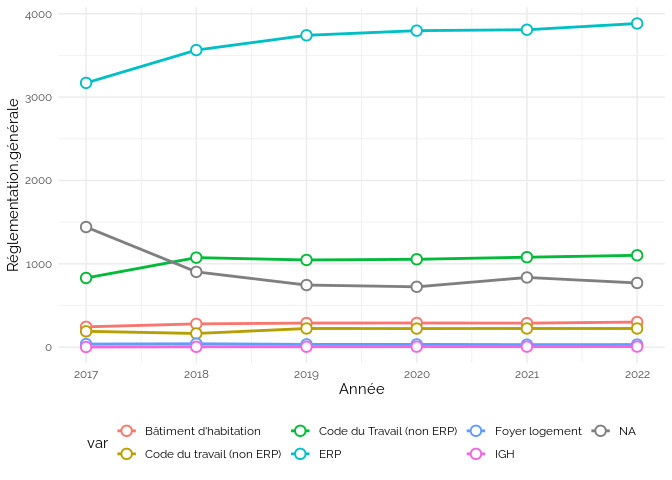 4000
3000
2000
1000
0
Réglementation.générale
2017 2018 2019 2020 2021 2022
Année
var
Bâtiment d'habitation Code du Travail (non ERP) Foyer logement NA
Code du travail (non ERP) ERP IGH